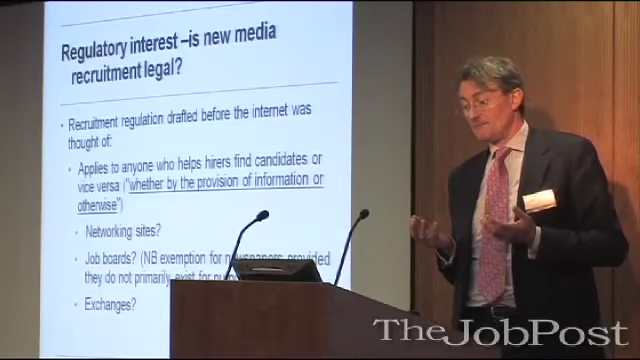 Regulatory interest –is new media
recruitment legal?
• Recruitment regulation drafted before the internet was
thought of:
• Applies to anyone who helps hirers find candidates or
vice versa ("whether by the provision of information or
otherwise")
• Networking sites?
• Job boards? (NB exemption for newspapers provided
they do not primarily exist for
• Exchanges?
TheJobPost